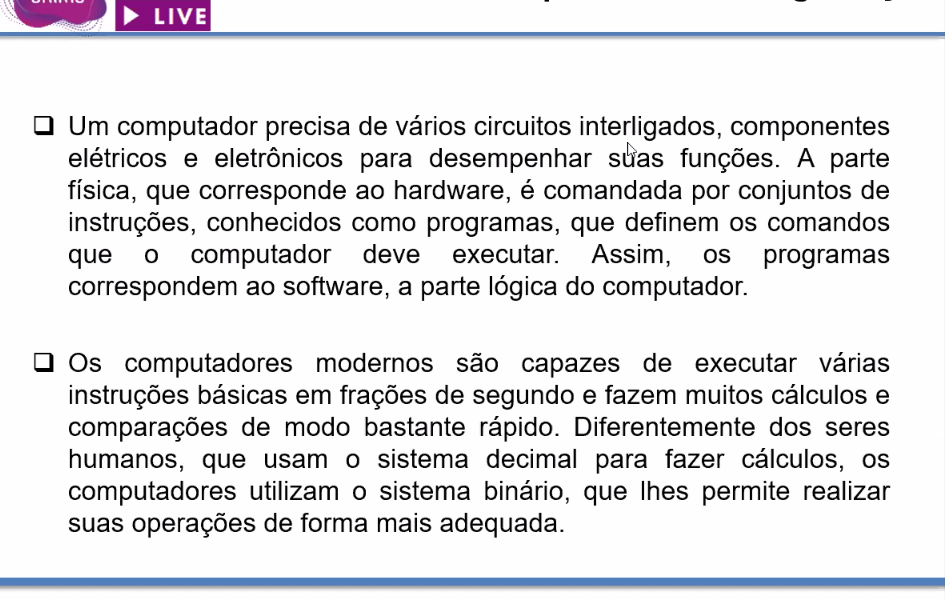 LIVE
Um computador precisa de vários circuitos interligados, componentes
elétricos e eletrônicos para desempenhar suas funções. A parte
física, que corresponde ao hardware, é comandada por conjuntos de
instruções, conhecidos como programas, que definem os comandos
que o computador deve executar. Assim, os programas
correspondem ao software, a parte lógica do computador.
Os computadores modernos são capazes de executar várias
instruções básicas em frações de segundo e fazem muitos cálculos e
comparações de modo bastante rápido. Diferentemente dos seres
humanos, que usam o sistema decimal para fazer cálculos, os
computadores utilizam o sistema binário, que lhes permite realizar
suas operações de forma mais adequada.